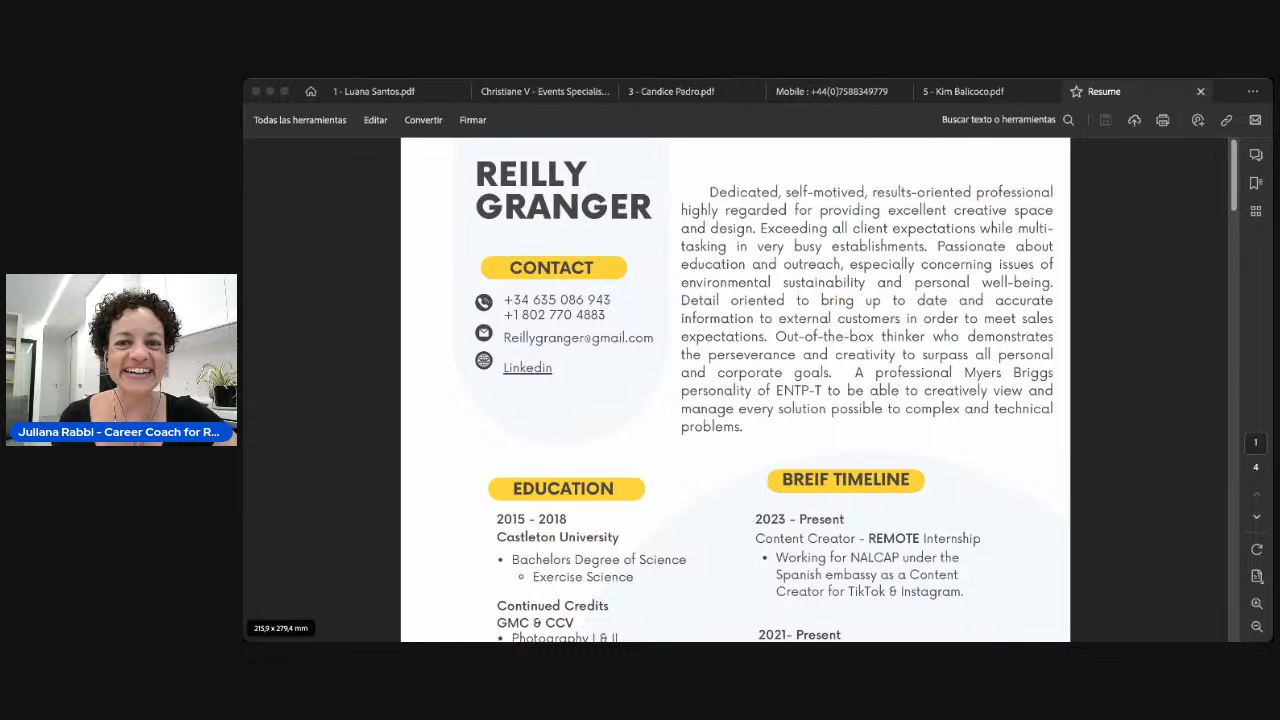 1 - Luana Santos.pdf
Christiane V - Events Specialis...
3 - Candice Padro.pdf
Mobile : +44(0)7588349779
5 - Kim Balicoco.pdf
Resume
Todas las herramientas
Editar
Convertir
Firmar
Buscar texto o herramientas
REILLY
GRANGER
CONTACT
+34 635 086 943
+1 802 770 4883
Reillygranger@gmail.com
Linkedin
Dedicated, self-motived, results-oriented professional
highly regarded for providing excellent creative space
and design. Exceeding all client expectations while multi-
tasking in very busy establishments. Passionate about
education and outreach, especially concerning issues of
environmental sustainability and personal well-being.
Detail oriented to bring up to date and accurate
information to external customers in order to meet sales
expectations. Out-of-the-box thinker who demonstrates
the perseverance and creativity to surpass all personal
and corporate goals. A professional Myers Briggs
personality of ENTP-T to be able to creatively view and
manage every solution possible to complex and technical
problems.
EDUCATION
2015 - 2018
Castleton University
• Bachelors Degree of Science
Exercise Science
Continued Credits
GMC & CCV
• Photography I & II
BREIF TIMELINE
2023 - Present
Content Creator - REMOTE Internship
• Working for NALCAP under the
Spanish embassy as a Content
Creator for TikTok & Instagram.
2021- Present
Juliana Rabbi - Career Coach for R...
215,9 x 279,4 mm
1
4